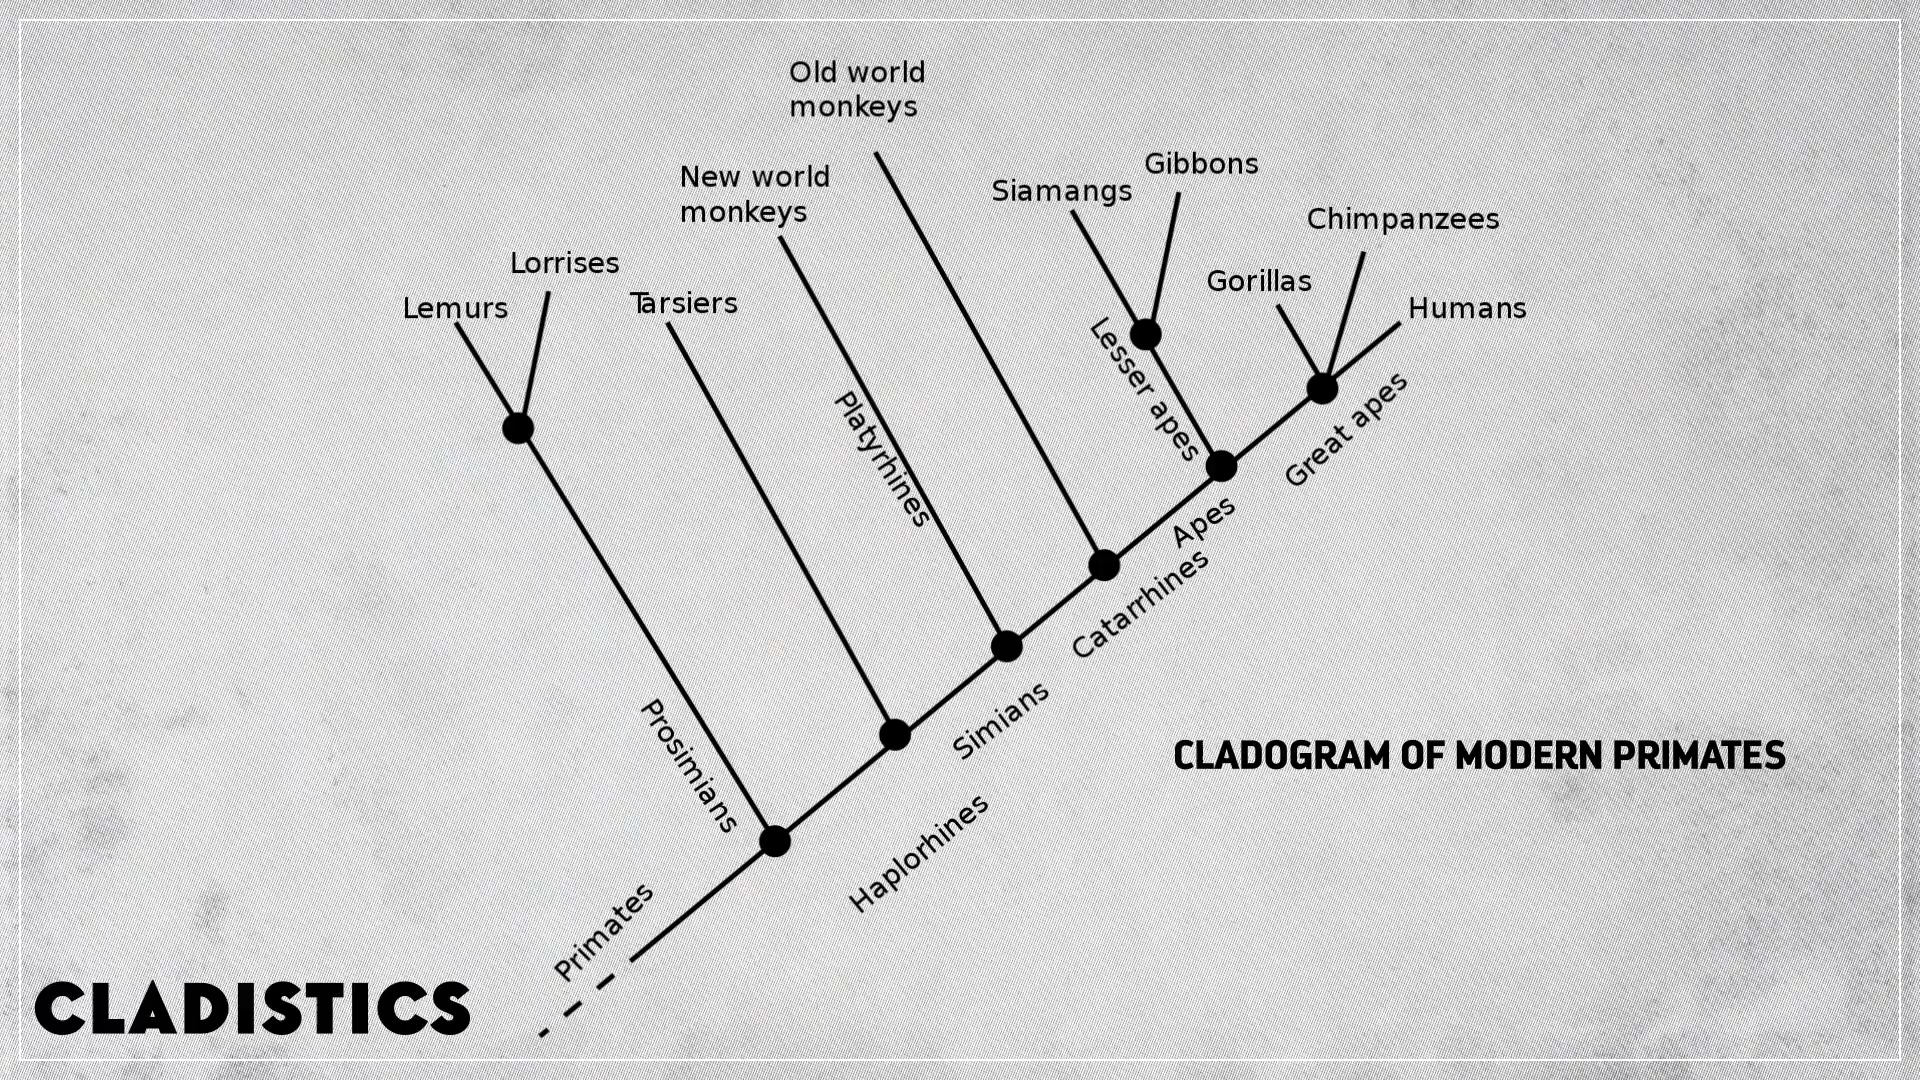 Old world
monkeys
New world
monkeys
Gibbons
Siamangs
Chimpanzees
Lorrises
Gorillas
Lemurs
Tarsiers
Humans
Lesser apes
Great apes
Platyrhines
Apes
Catarrhines
Simians
Prosimians
Haplorhines
Primates
CLADOGRAM OF MODERN PRIMATES
CLADISTICS